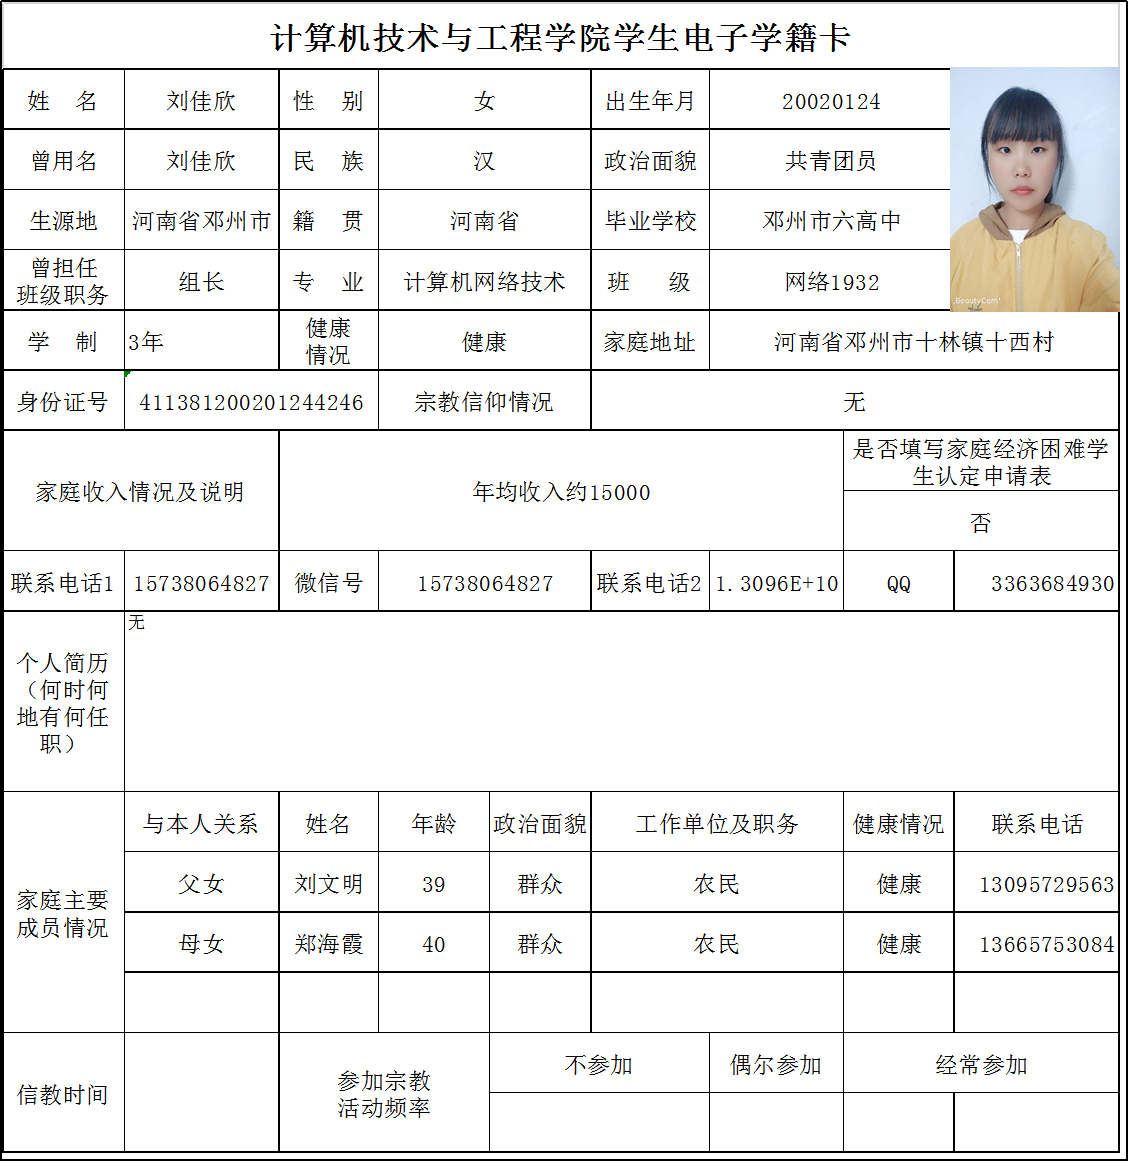 计算机技术与工程学院学生电子学籍卡
姓 名 刘佳欣 性 别 女 出生年月 20020124
曾用名 刘佳欣 民 族 汉 政治面貌 共青团员
生源地 河南省邓州市 籍 贯 河南省 毕业学校 邓州市六高中
曾担任
班级职务 组长 专 业 计算机网络技术 班 级 网络1932
BeautyCam
学 制 3年 健康
情况 健康 家庭地址 河南省邓州市十林镇十西村
身份证号 411381200201244246 宗教信仰情况 无
家庭收入情况及说明 年均收入约15000 是否填写家庭经济困难学
生认定申请表
否
联系电话1 15738064827 微信号 15738064827 联系电话2 1.3096E+10 QQ 3363684930
个人简历
（何时何
地有何任
职） 无
家庭主要
成员情况 与本人关系 姓名 年龄 政治面貌 工作单位及职务 健康情况 联系电话
父女 刘文明 39 群众 农民 健康 13095729563
母女 郑海霞 40 群众 农民 健康 13665753084
信教时间 参加宗教
活动频率 不参加 偶尔参加 经常参加